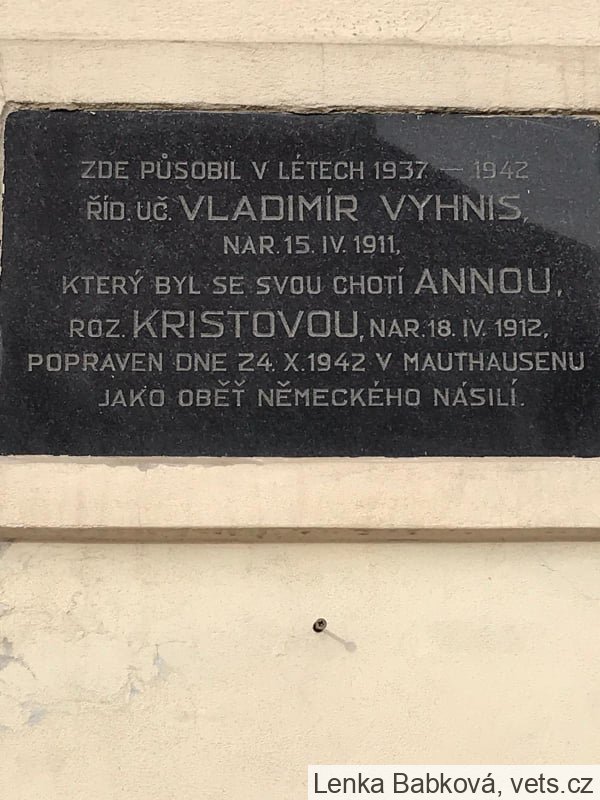 ZDE PŮSOBIL V LÉTECH 1937 — 1942
ŘÍD. UČ. VLADIMÍR VYHNIS,
NAR. 15. IV. 1911,
KTERÝ BYL SE SVOU CHOTÍ ANNOU,
ROZ. KRISTOVOU, NAR. 18. IV. 1912,
POPRAVEN DNE 24. X. 1942 V MAUTHAUSENU
JAKO OBĚŤ NĚMECKÉHO NÁSILÍ.
Lenka Babková, vets.cz